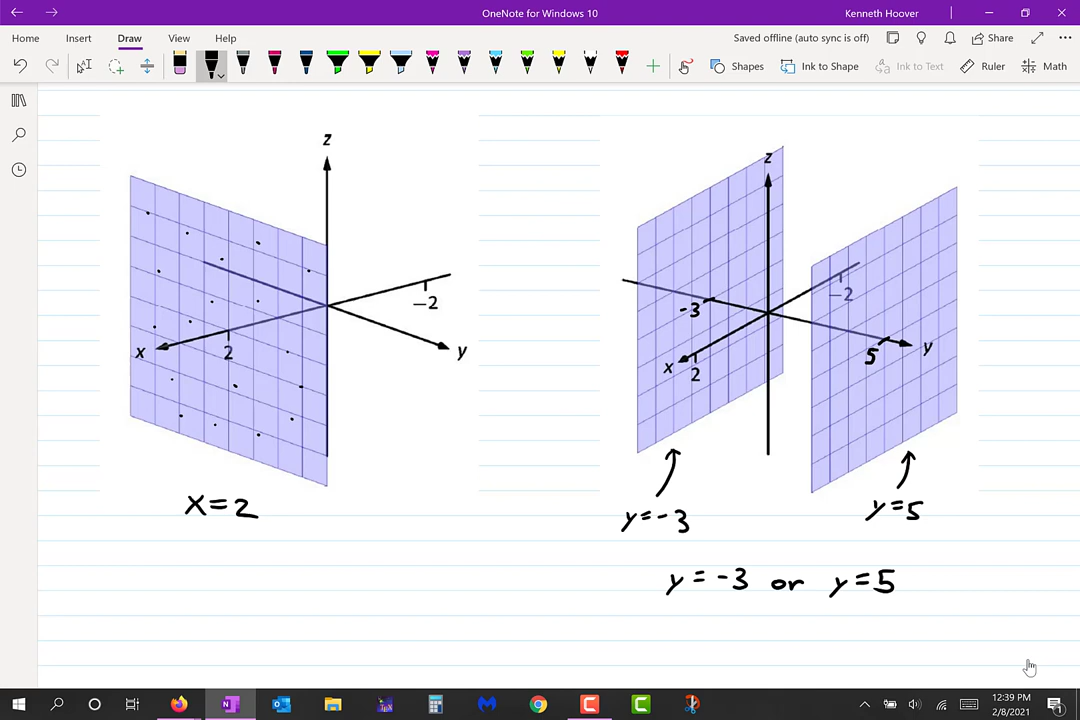 OneNote for Windows 10
Kenneth Hoover
Home Insert Draw View Help
Saved offline (auto sync is off)
Share
Shapes
Ink to Shape
Ink to Text
Ruler
Math
z
-2
x
2
y
x=2
z
-3
-2
x
2
5
y
y=-3
y=5
y=-3 or y=5
12:39 PM
2/8/2021
1